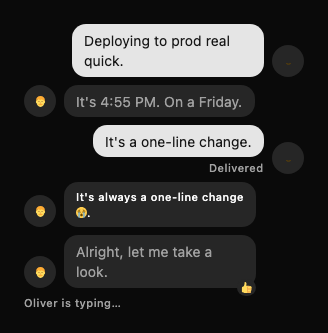 Deploying to prod real
quick.
It's 4:55 PM. On a Friday.
It's a one-line change.
Delivered
It's always a one-line change
😭.
Alright, let me take a
look.
👍
Oliver is typing...